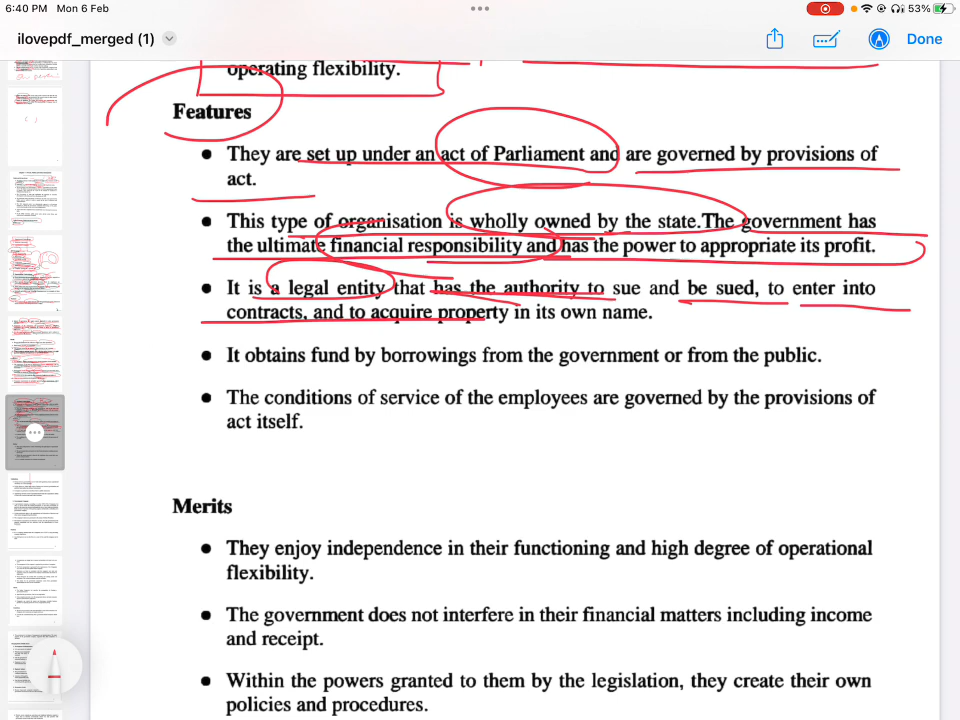 6:40 PM Mon 6 Feb
53%
ilovepdf_merged (1)
Done
operating flexibility.
Features
● They are set up under an act of Parliament and are governed by provisions of
act.
● This type of organisation is wholly owned by the state.The government has
the ultimate financial responsibility and has the power to appropriate its profit.
● It is a legal entity that has the authority to sue and be sued, to enter into
contracts, and to acquire property in its own name.
● It obtains fund by borrowings from the government or from the public.
● The conditions of service of the employees are governed by the provisions of
act itself.
Merits
● They enjoy independence in their functioning and high degree of operational
flexibility.
● The government does not interfere in their financial matters including income
and receipt.
● Within the powers granted to them by the legislation, they create their own
policies and procedures.